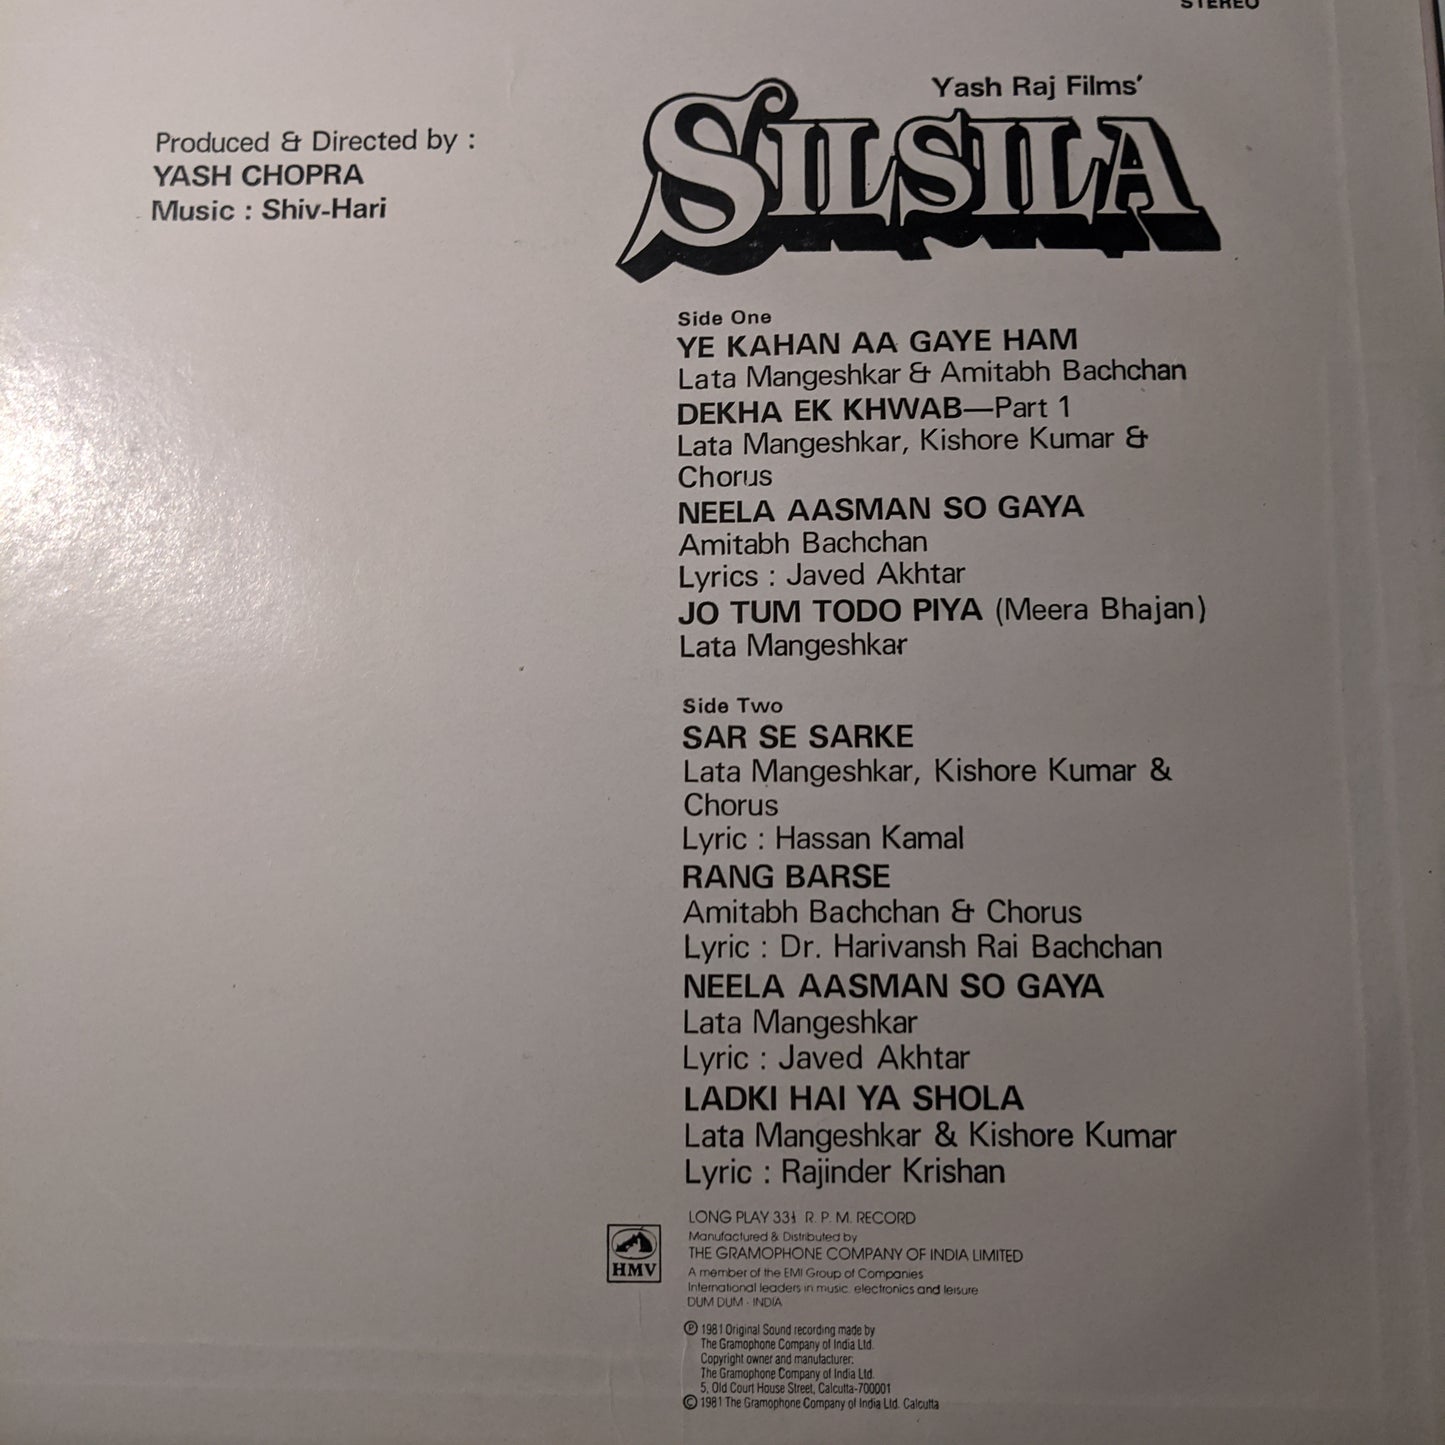 STEREO
Yash Raj Films'
SILSILA
Produced & Directed by :
YASH CHOPRA
Music : Shiv-Hari
Side One
YE KAHAN AA GAYE HAM
Lata Mangeshkar & Amitabh Bachchan
DEKHA EK KHWAB—Part 1
Lata Mangeshkar, Kishore Kumar &
Chorus
NEELA AASMAN SO GAYA
Amitabh Bachchan
Lyrics : Javed Akhtar
JO TUM TODO PIYA (Meera Bhajan)
Lata Mangeshkar
Side Two
SAR SE SARKE
Lata Mangeshkar, Kishore Kumar &
Chorus
Lyric : Hassan Kamal
RANG BARSE
Amitabh Bachchan & Chorus
Lyric : Dr. Harivansh Rai Bachchan
NEELA AASMAN SO GAYA
Lata Mangeshkar
Lyric : Javed Akhtar
LADKI HAI YA SHOLA
Lata Mangeshkar & Kishore Kumar
Lyric : Rajinder Krishan
LONG PLAY 33⅓ R. P. M. RECORD
Manufactured & Distributed by
THE GRAMOPHONE COMPANY OF INDIA LIMITED
A member of the EMI Group of Companies
International leaders in music, electronics and leisure
DUM DUM - INDIA
HMV
℗ 1981 Original Sound recording made by
The Gramophone Company of India Ltd.
Copyright owner and manufacturer:
The Gramophone Company of India Ltd.
5, Old Court House Street, Calcutta-700001
© 1981 The Gramophone Company of India Ltd. Calcutta